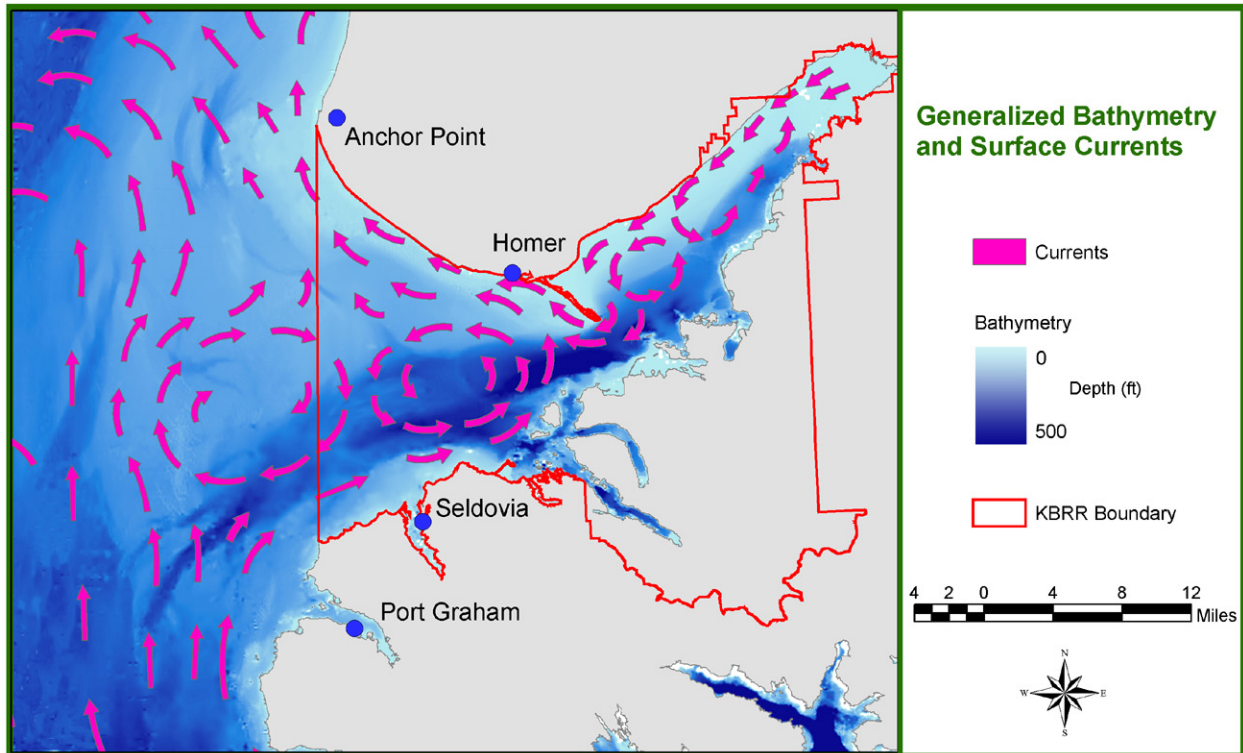 Anchor Point
Homer
Seldovia
Port Graham
Generalized Bathymetry
and Surface Currents
Currents
Bathymetry
0
Depth (ft)
500
KBRR Boundary
4 2 0 4 8 12
Miles
N
W E
S